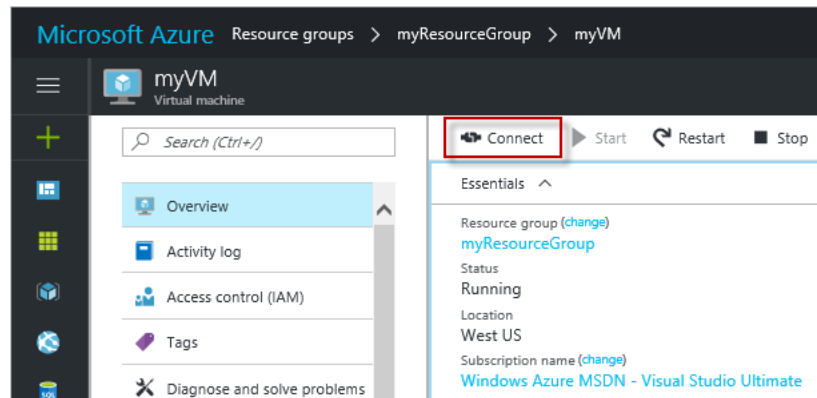 Microsoft Azure Resource groups > myResourceGroup > myVM
myVM
Virtual machine
Search (Ctrl+/)
Overview
Activity log
Access control (IAM)
Tags
Diagnose and solve problems
Connect Start Restart Stop
Essentials
Resource group (change)
myResourceGroup
Status
Running
Location
West US
Subscription name (change)
Windows Azure MSDN - Visual Studio Ultimate
SQL